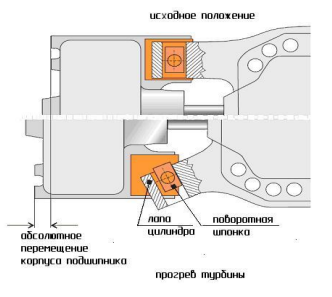 исходное положение
лапа
цилиндра
поворотная
шпонка
абсолютное
перемещение
корпуса подшипника
прогрев турбины